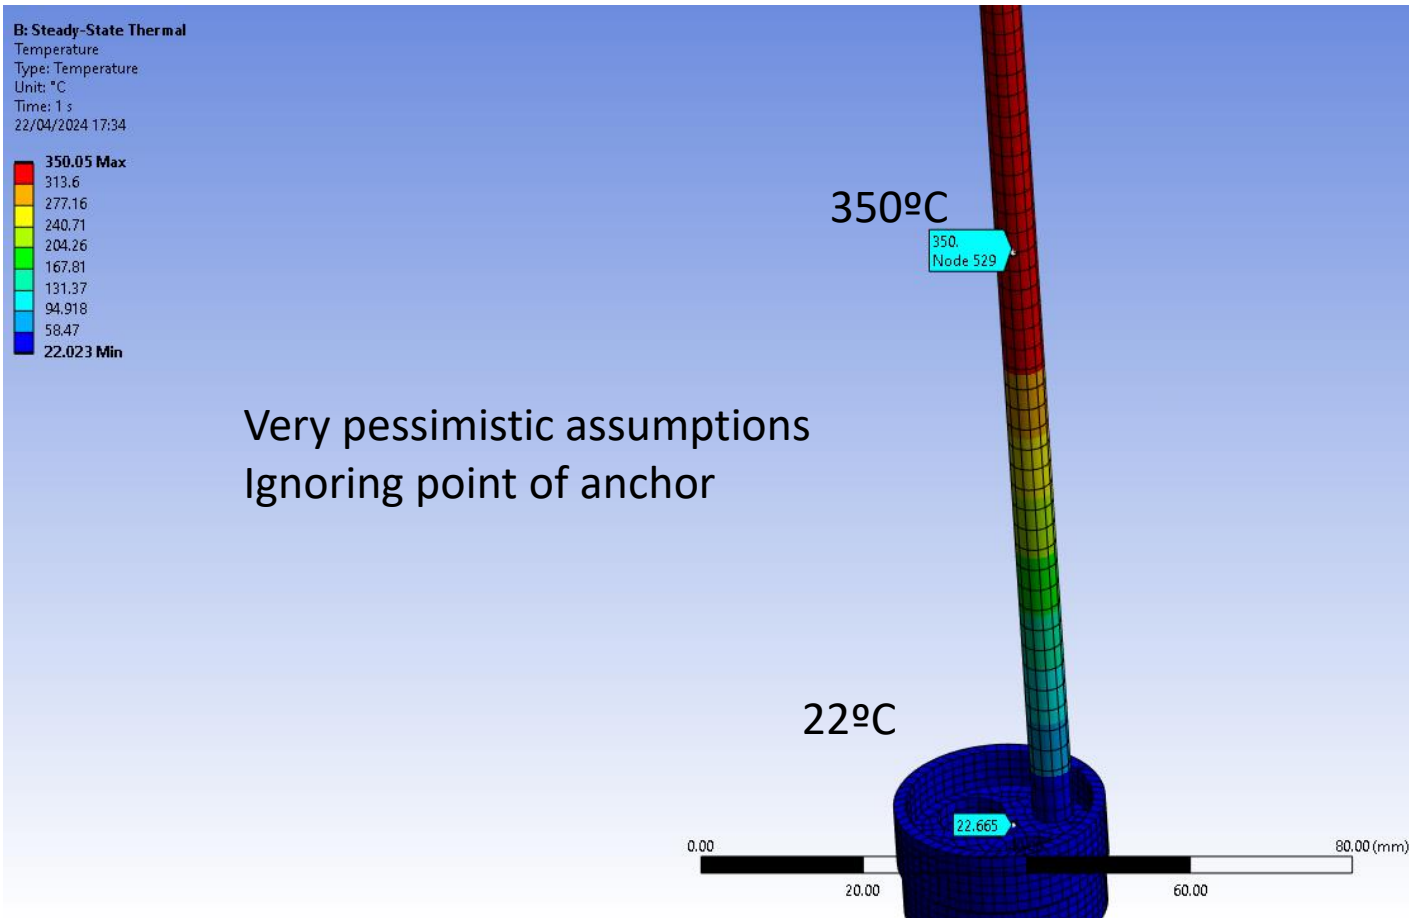 B: Steady-State Thermal
Temperature
Type: Temperature
Unit: °C
Time: 1 s
22/04/2024 17:34
350.05 Max
313.6
277.16
240.71
204.26
167.81
131.37
94.918
58.47
22.023 Min
350ºC
350.
Node 529
Very pessimistic assumptions
Ignoring point of anchor
22ºC
22.665
0.00
80.00 (mm)
20.00
60.00